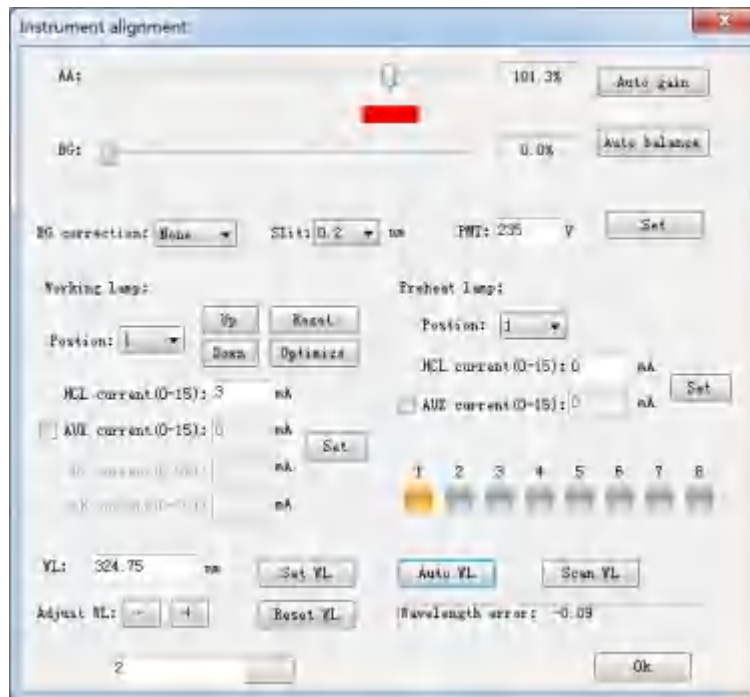 Instrument alignment
AA: 101.3% Auto gain
BG: 0.0% Auto balance
BG correction: None Slit: 0.2 nm PMT: 235 V Set
Working lamp: Preheat lamp:
Up Reset
Postion: 1 Postion: 1
Down Optimize
HCL current(0-15): 0 mA
HCL current(0-15): 3 mA Set
AUX current(0-15): 0 mA
AUX current(0-15): 0 mA
Set
mA
1 2 3 4 5 6 7 8
mA
WL: 324.75 nm Set WL Auto WL Scan WL
Adjust WL: - + Reset WL Wavelength error: -0.09
2 Ok